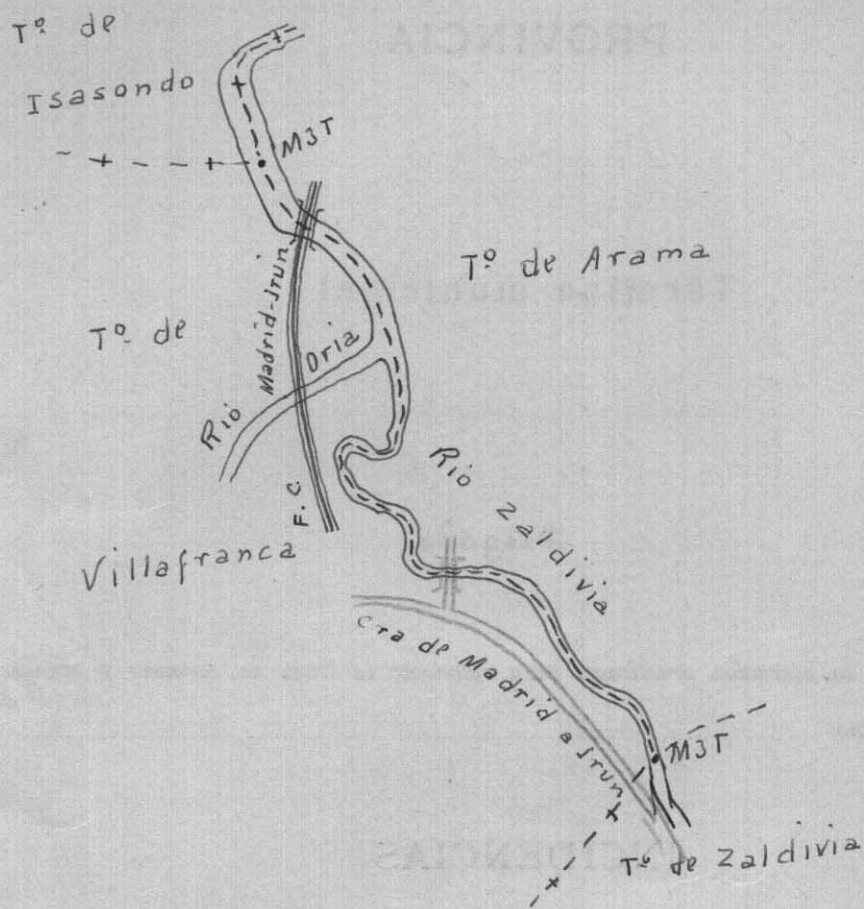 Tº de
Isasondo
M3T
Tº de Arama
Tº de
Madrid-Irun
Rio Oria
F.C.
Rio Zaldivia
Villafranca
Cra de Madrid a Irun
M3T
Tº de Zaldivia
PROVINCIA